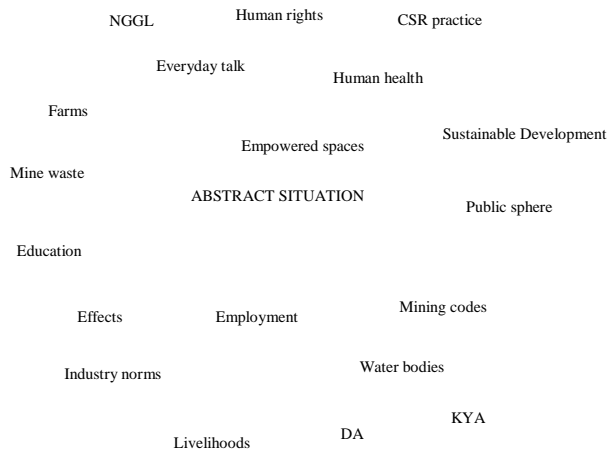 NGGL
Human rights
CSR practice
Everyday talk
Human health
Farms
Sustainable Development
Empowered spaces
Mine waste
ABSTRACT SITUATION
Public sphere
Education
Mining codes
Effects
Employment
Water bodies
Industry norms
KYA
DA
Livelihoods